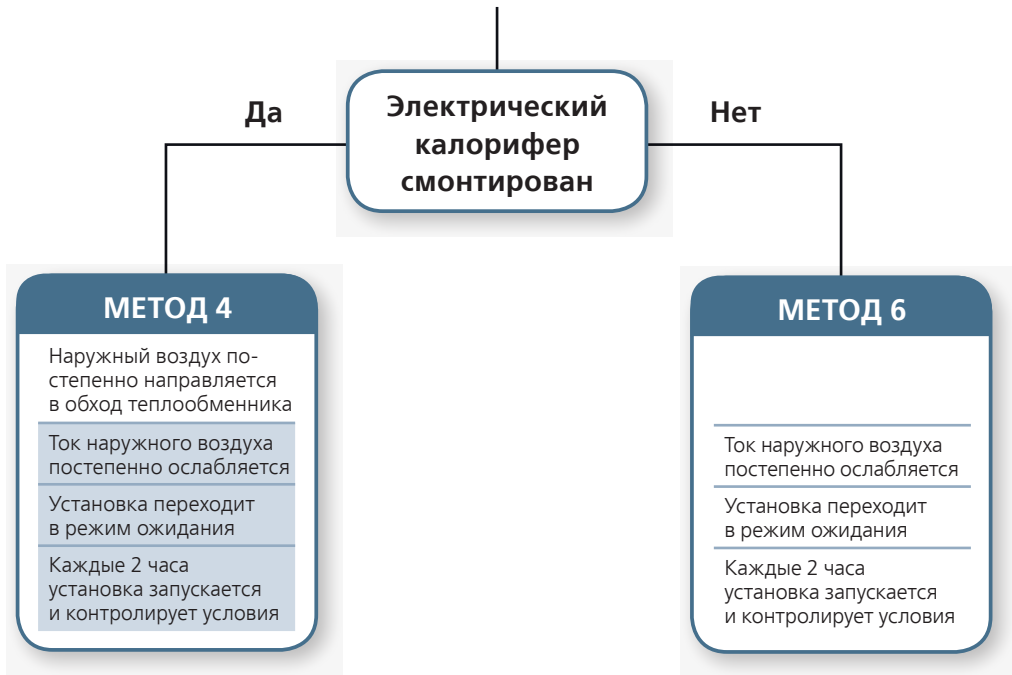 Электрический
калорифер
смонтирован
Да
Нет
МЕТОД 4
Наружный воздух по-
степенно направляется
в обход теплообменника
Ток наружного воздуха
постепенно ослабляется
Установка переходит
в режим ожидания
Каждые 2 часа
установка запускается
и контролирует условия
МЕТОД 6
Ток наружного воздуха
постепенно ослабляется
Установка переходит
в режим ожидания
Каждые 2 часа
установка запускается
и контролирует условия